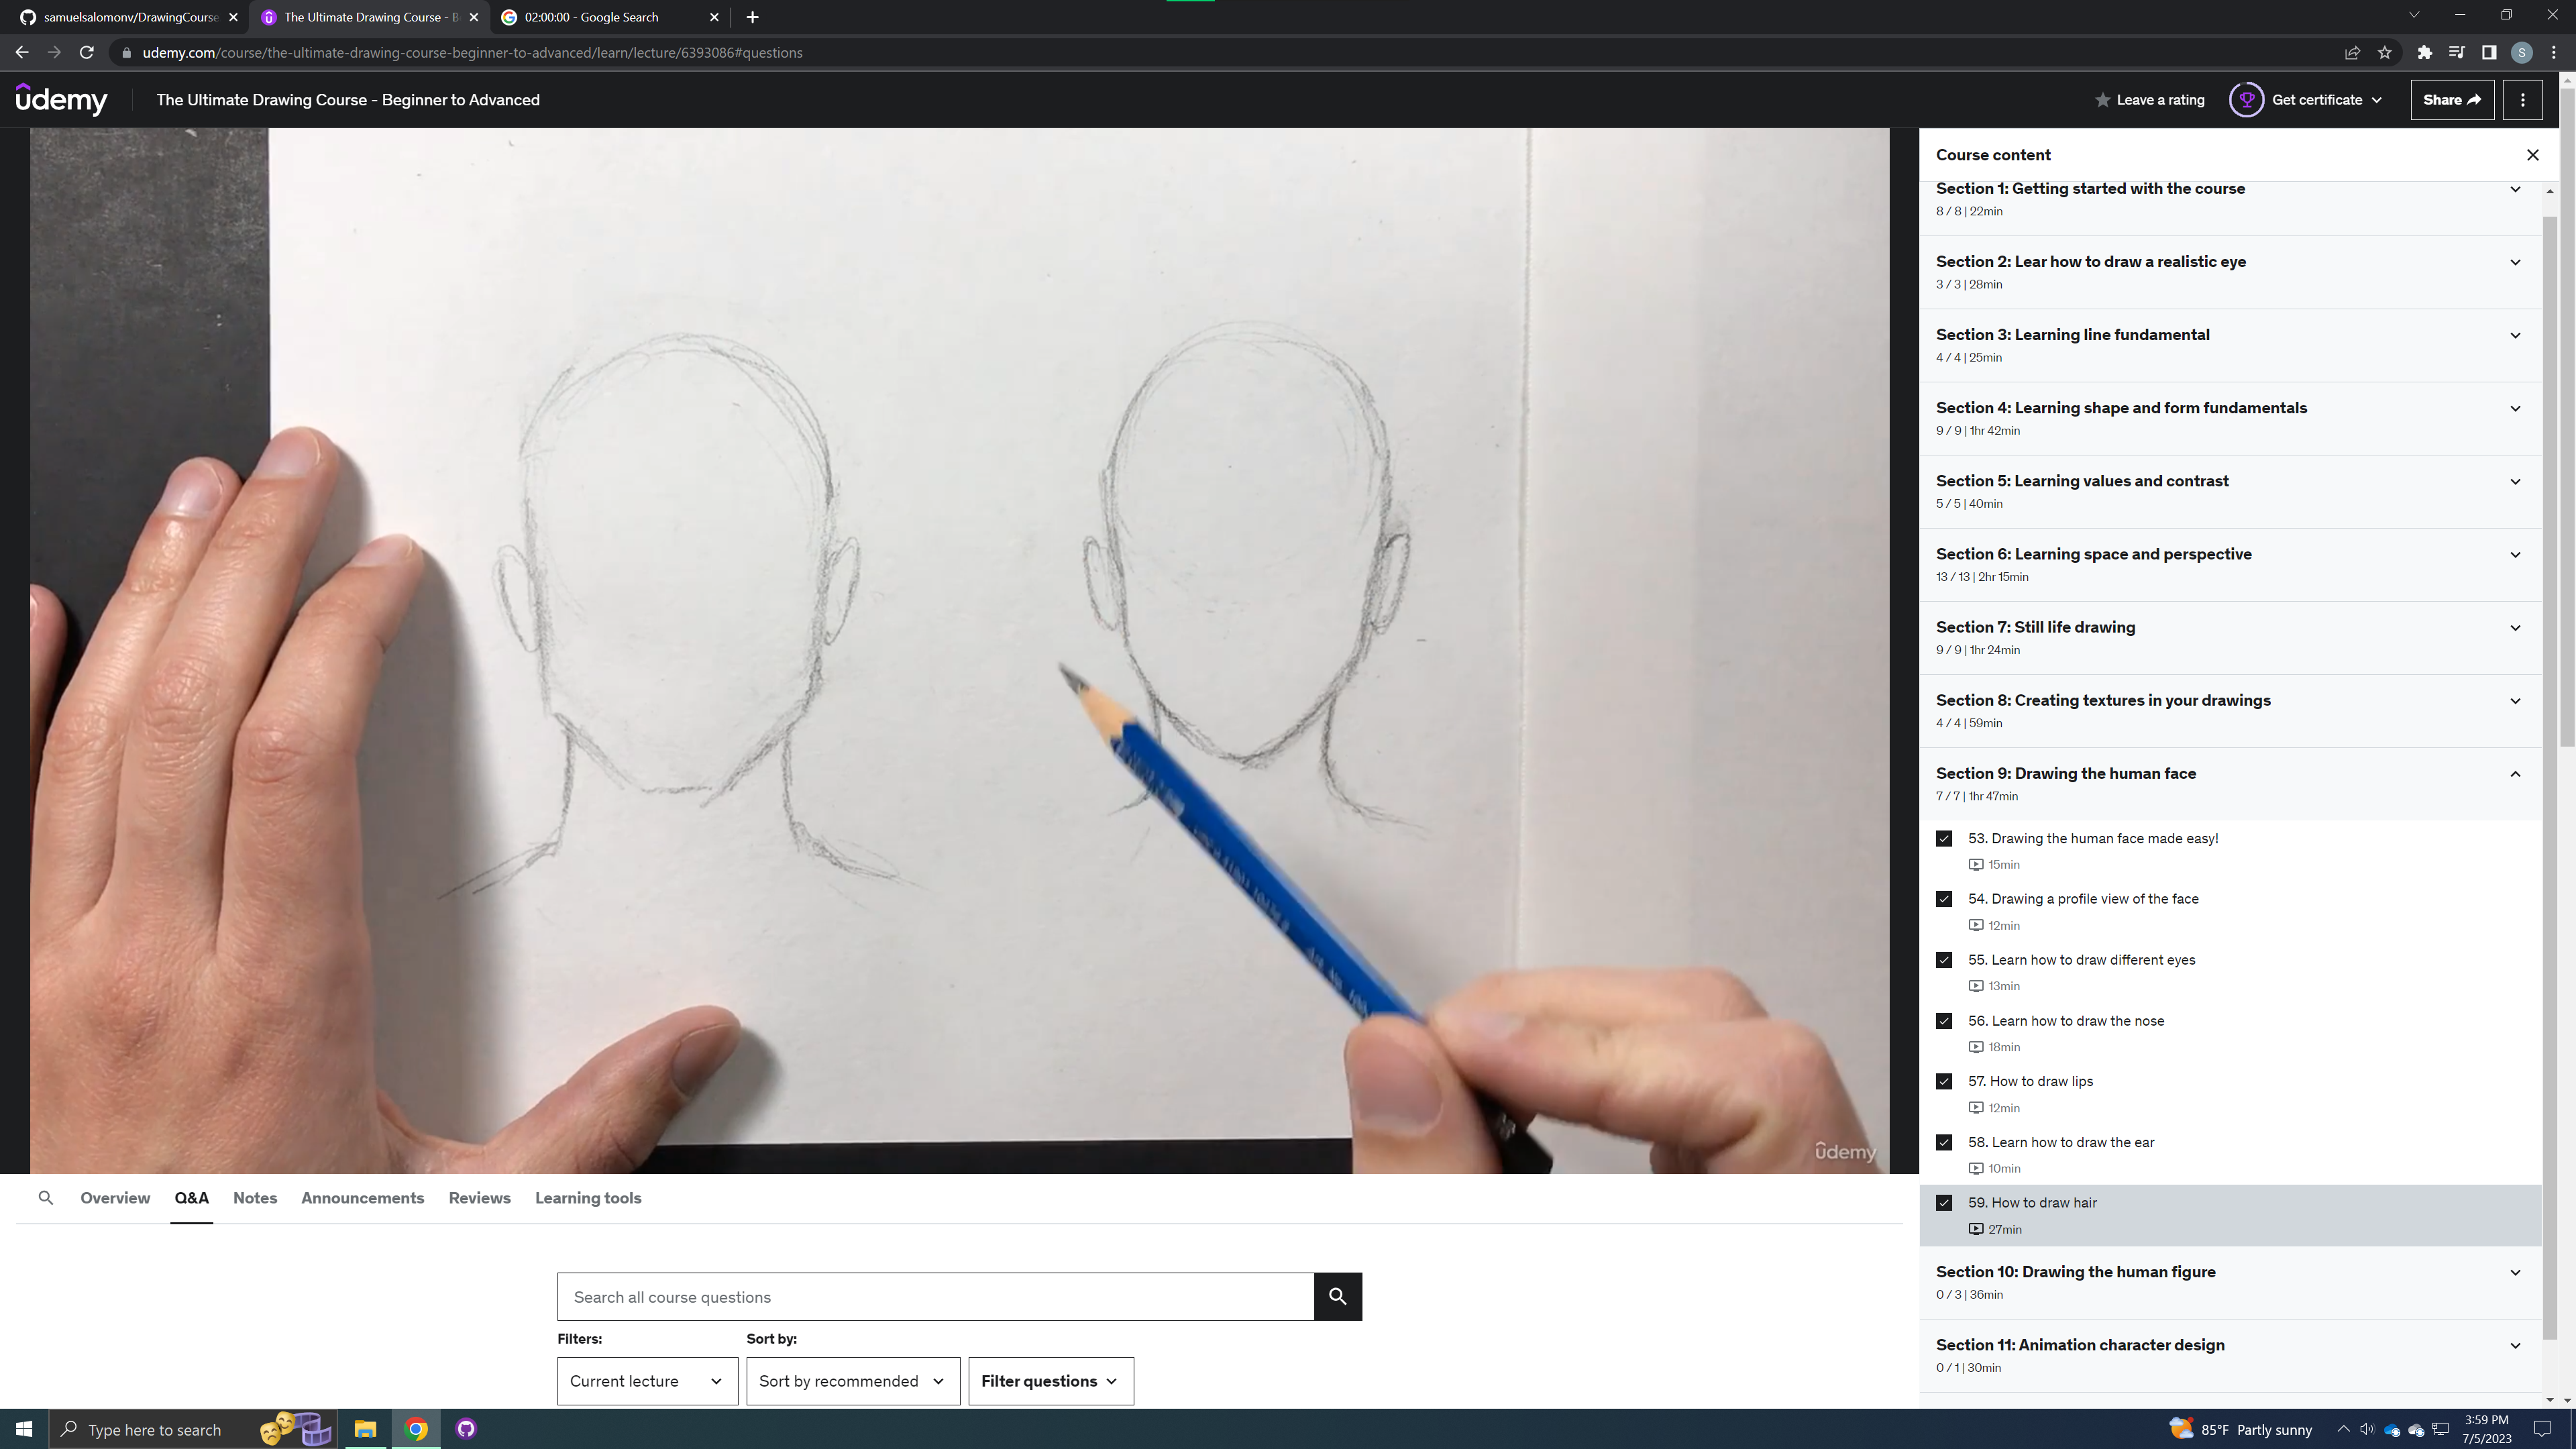 samuelsalomonv/DrawingCourse
The Ultimate Drawing Course - B
02:00:00 - Google Search
udemy.com/course/the-ultimate-drawing-course-beginner-to-advanced/learn/lecture/6393086#questions
S
udemy
The Ultimate Drawing Course - Beginner to Advanced
Leave a rating
Get certificate
Share
Course content
Section 1: Getting started with the course
8 / 8 | 22min
Section 2: Lear how to draw a realistic eye
3 / 3 | 28min
Section 3: Learning line fundamental
4 / 4 | 25min
Section 4: Learning shape and form fundamentals
9 / 9 | 1hr 42min
Section 5: Learning values and contrast
5 / 5 | 40min
Section 6: Learning space and perspective
13 / 13 | 2hr 15min
Section 7: Still life drawing
9 / 9 | 1hr 24min
Section 8: Creating textures in your drawings
4 / 4 | 59min
Section 9: Drawing the human face
7 / 7 | 1hr 47min
53. Drawing the human face made easy!
15min
54. Drawing a profile view of the face
12min
55. Learn how to draw different eyes
13min
56. Learn how to draw the nose
18min
57. How to draw lips
12min
58. Learn how to draw the ear
10min
59. How to draw hair
27min
Section 10: Drawing the human figure
0 / 3 | 36min
Section 11: Animation character design
0 / 1 | 30min
udemy
Overview
Q&A
Notes
Announcements
Reviews
Learning tools
Search all course questions
Filters:
Sort by:
Current lecture
Sort by recommended
Filter questions
Type here to search
85°F Partly sunny
3:59 PM
7/5/2023